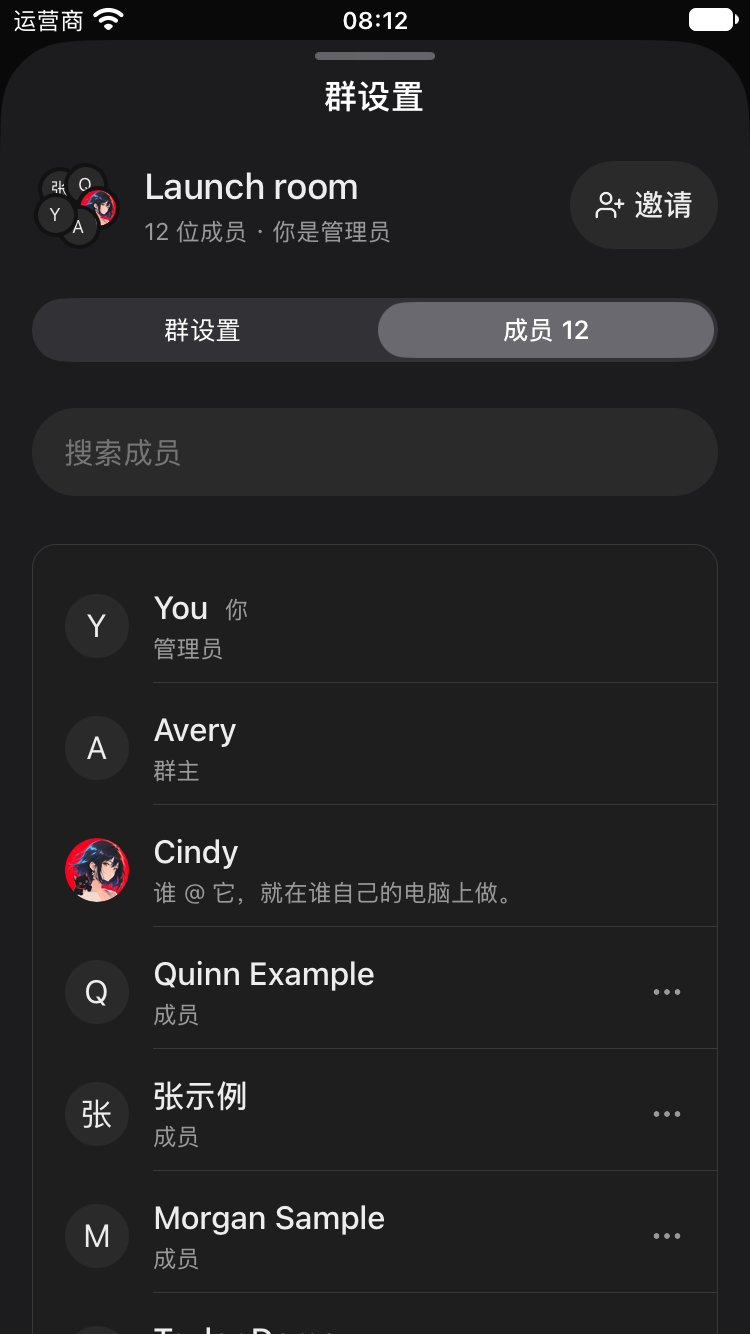 运营商
08:12
群设置
张
Q
Y
A
Launch room
12 位成员 · 你是管理员
邀请
群设置
成员 12
搜索成员
Y
You 你
管理员
A
Avery
群主
Cindy
谁 @ 它，就在谁自己的电脑上做。
Q
Quinn Example
成员
张
张示例
成员
M
Morgan Sample
成员